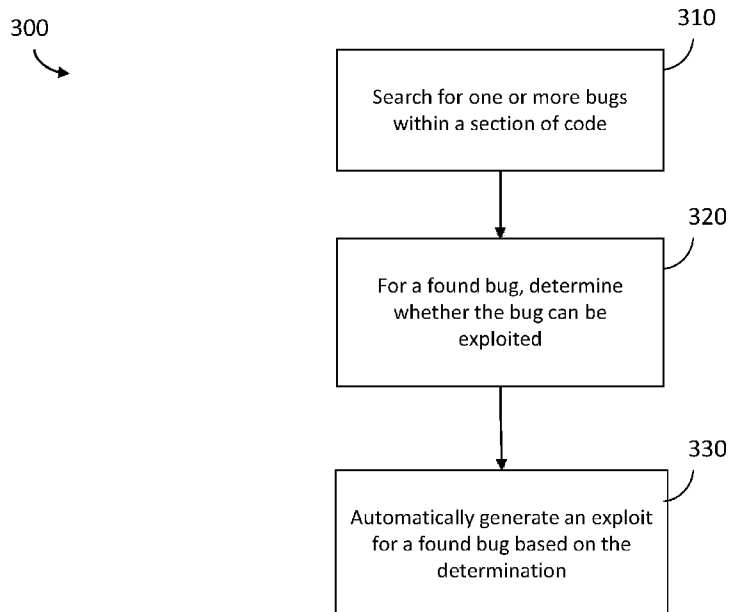 300
310
Search for one or more bugs
within a section of code
320
For a found bug, determine
whether the bug can be
exploited
330
Automatically generate an exploit
for a found bug based on the
determination